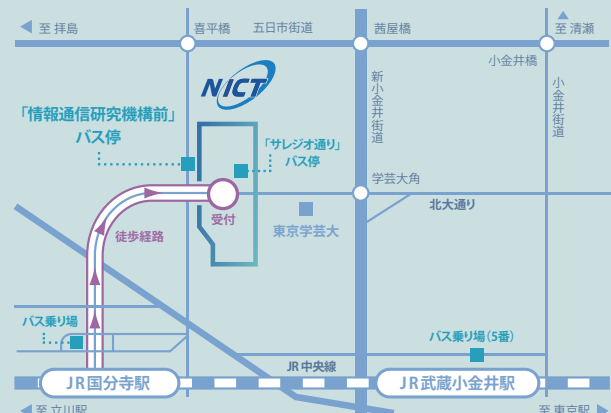 至 拝島
喜平橋
五日市街道
茜屋橋
至 清瀬
小金井橋
NICT
新小金井街道
小金井街道
「情報通信研究機構前」
バス停
「サレジオ通り」
バス停
学芸大角
北大通り
受付
東京学芸大
徒歩経路
バス乗り場
バス乗り場（5番）
JR中央線
JR国分寺駅
JR武蔵小金井駅
至 立川駅
至 東京駅